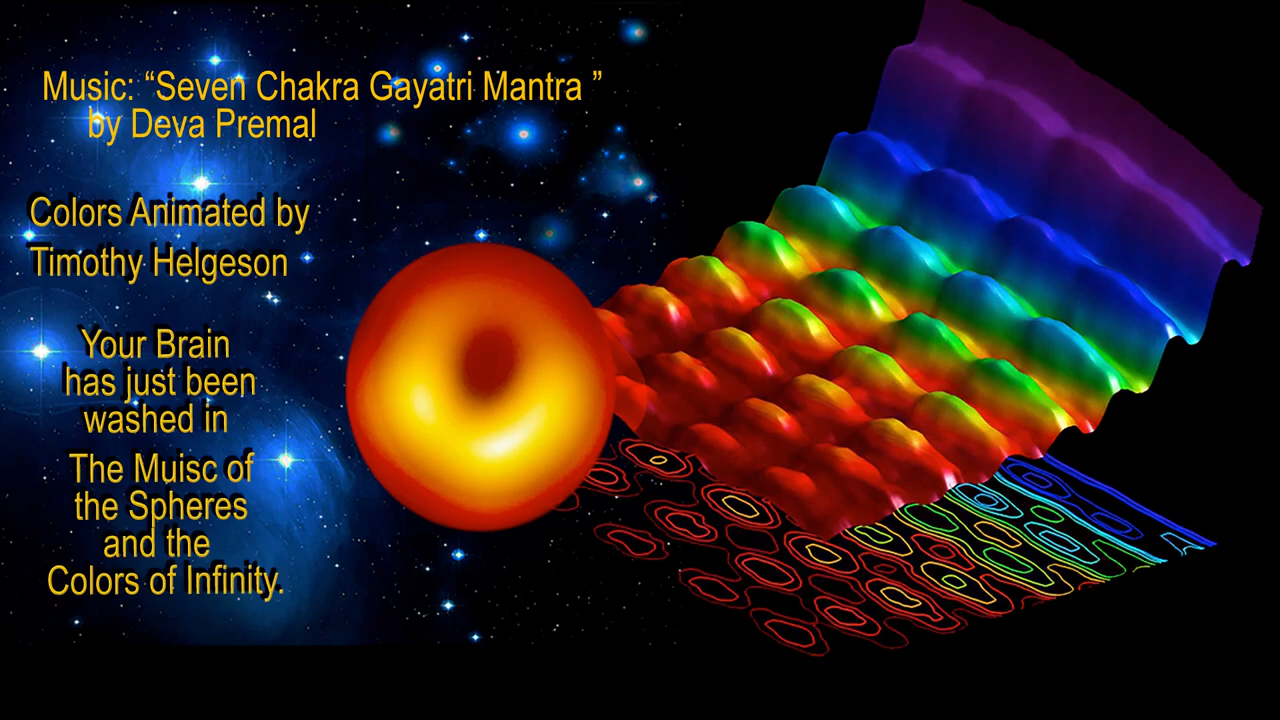 Music: “Seven Chakra Gayatri Mantra ”
by Deva Premal
Colors Animated by
Timothy Helgeson
Your Brain
has just been
washed in
The Muisc of
the Spheres
and the
Colors of Infinity.